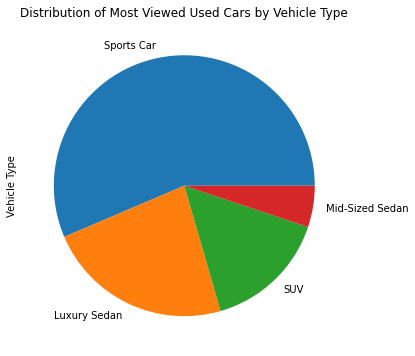 Distribution of Most Viewed Used Cars by Vehicle Type
Sports Car
Vehicle Type
Mid-Sized Sedan
SUV
Luxury Sedan